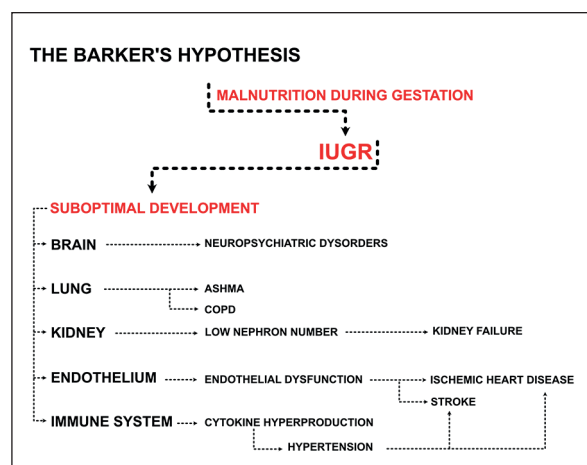 THE BARKER'S HYPOTHESIS
MALNUTRITION DURING GESTATION
IUGR
SUBOPTIMAL DEVELOPMENT
BRAIN NEUROPSYCHIATRIC DYSORDERS
LUNG ASHMA
COPD
KIDNEY LOW NEPHRON NUMBER KIDNEY FAILURE
ENDOTHELIUM ENDOTHELIAL DYSFUNCTION ISCHEMIC HEART DISEASE
STROKE
IMMUNE SYSTEM CYTOKINE HYPERPRODUCTION
HYPERTENSION